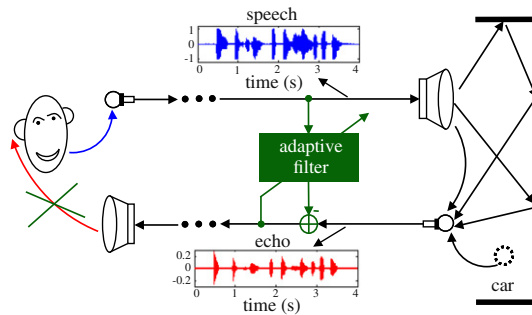 speech
1
0
-1
0 1 2 3 4
time (s)
adaptive
filter
-
echo
0.2
0
-0.2
0 1 2 3 4
time (s)
car